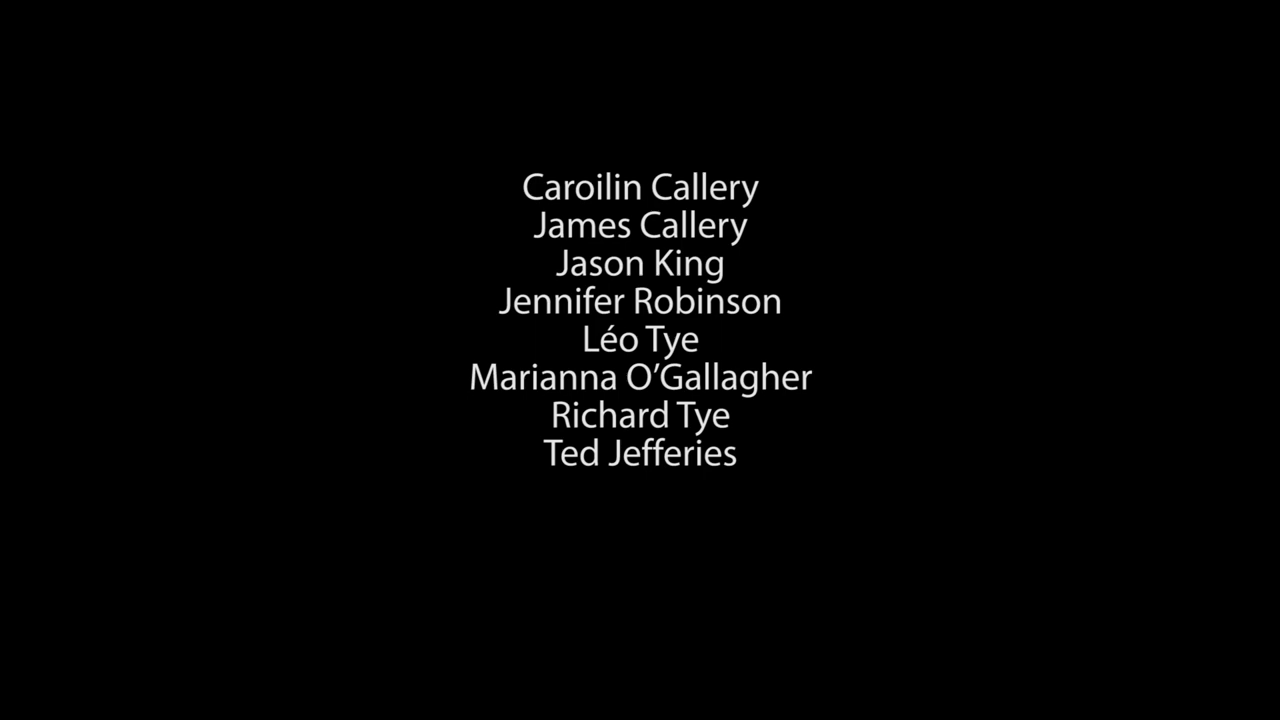 Caroilin Callery
James Callery
Jason King
Jennifer Robinson
Léo Tye
Marianna O’Gallagher
Richard Tye
Ted Jefferies